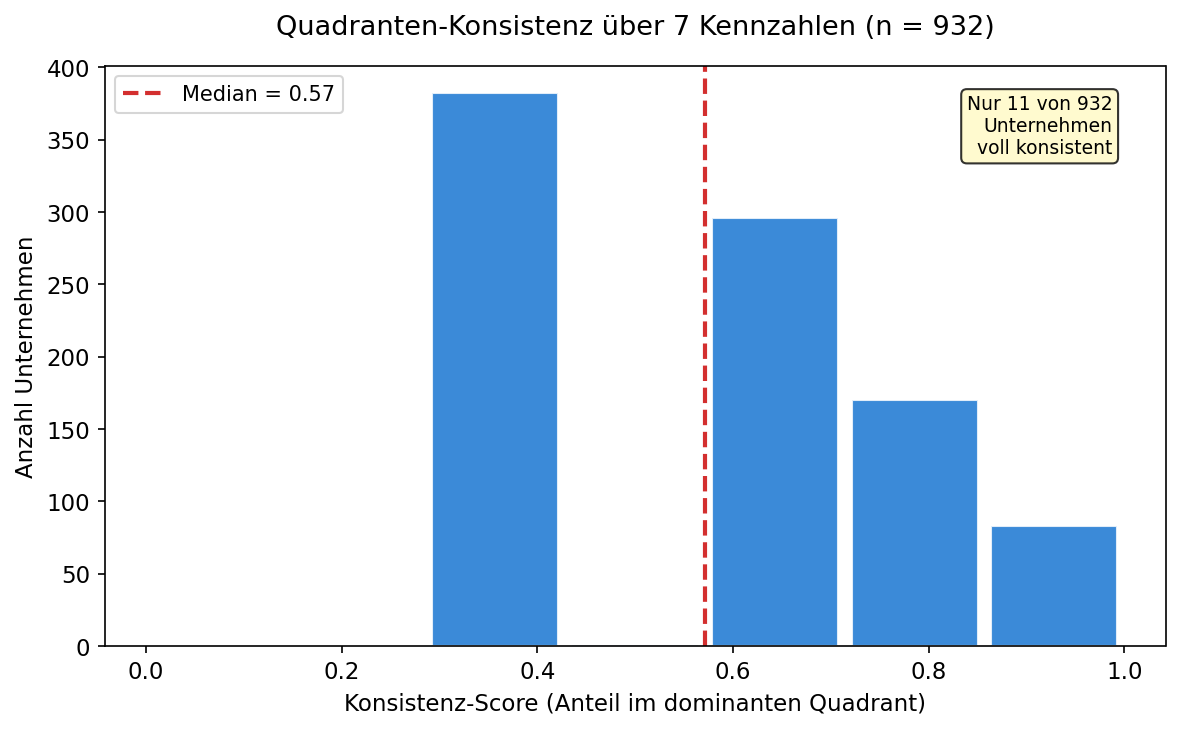 Quadranten-Konsistenz über 7 Kennzahlen (n = 932)
Median = 0.57
Nur 11 von 932
Unternehmen
voll konsistent
Anzahl Unternehmen
400
350
300
250
200
150
100
50
0
0.0
0.2
0.4
0.6
0.8
1.0
Konsistenz-Score (Anteil im dominanten Quadrant)